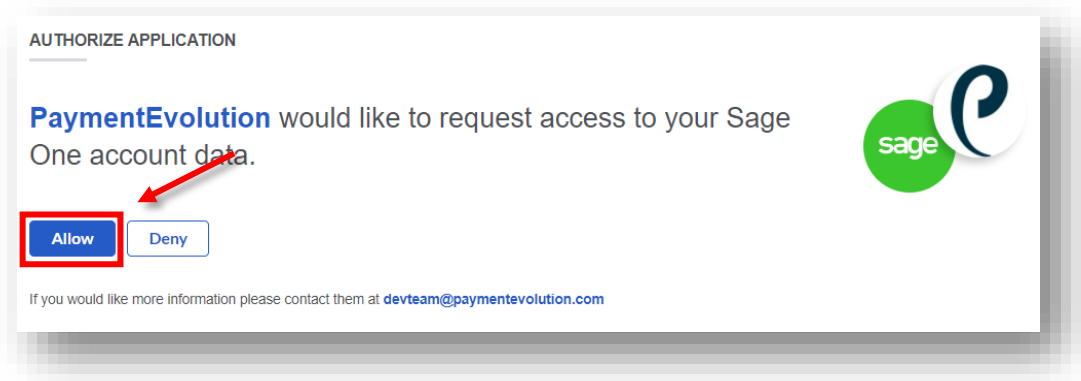 AUTHORIZE APPLICATION
PaymentEvolution would like to request access to your Sage
One account data.
sage
Allow
Deny
If you would like more information please contact them at devteam@paymentevolution.com